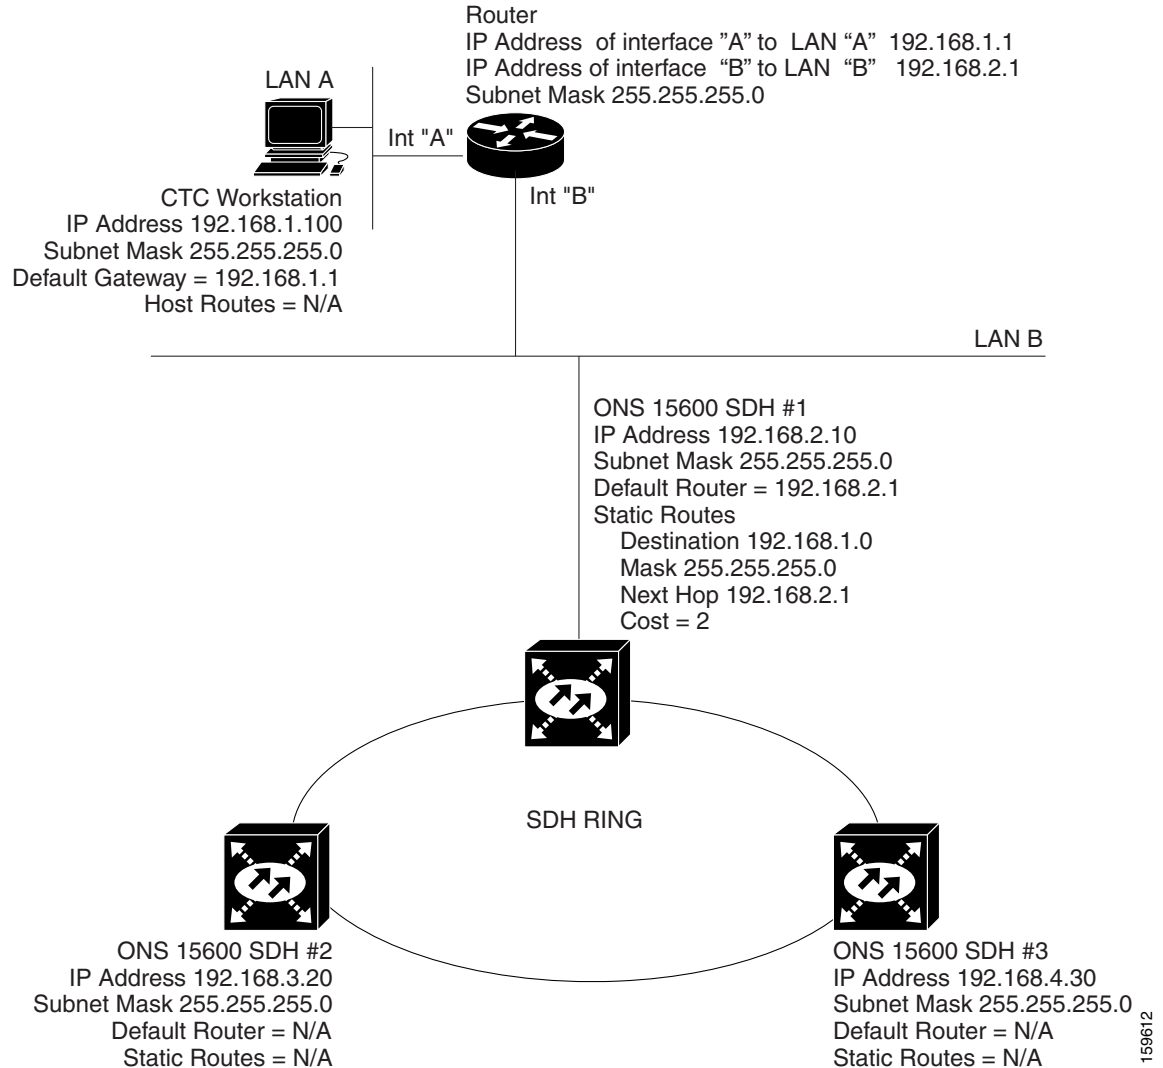 Router
IP Address of interface ”A” to LAN “A” 192.168.1.1
IP Address of interface “B” to LAN “B” 192.168.2.1
Subnet Mask 255.255.255.0
LAN A
Int "A"
Int "B"
CTC Workstation
IP Address 192.168.1.100
Subnet Mask 255.255.255.0
Default Gateway = 192.168.1.1
Host Routes = N/A
LAN B
ONS 15600 SDH #1
IP Address 192.168.2.10
Subnet Mask 255.255.255.0
Default Router = 192.168.2.1
Static Routes
Destination 192.168.1.0
Mask 255.255.255.0
Next Hop 192.168.2.1
Cost = 2
SDH RING
ONS 15600 SDH #2
IP Address 192.168.3.20
Subnet Mask 255.255.255.0
Default Router = N/A
Static Routes = N/A
ONS 15600 SDH #3
IP Address 192.168.4.30
Subnet Mask 255.255.255.0
Default Router = N/A
Static Routes = N/A
159612